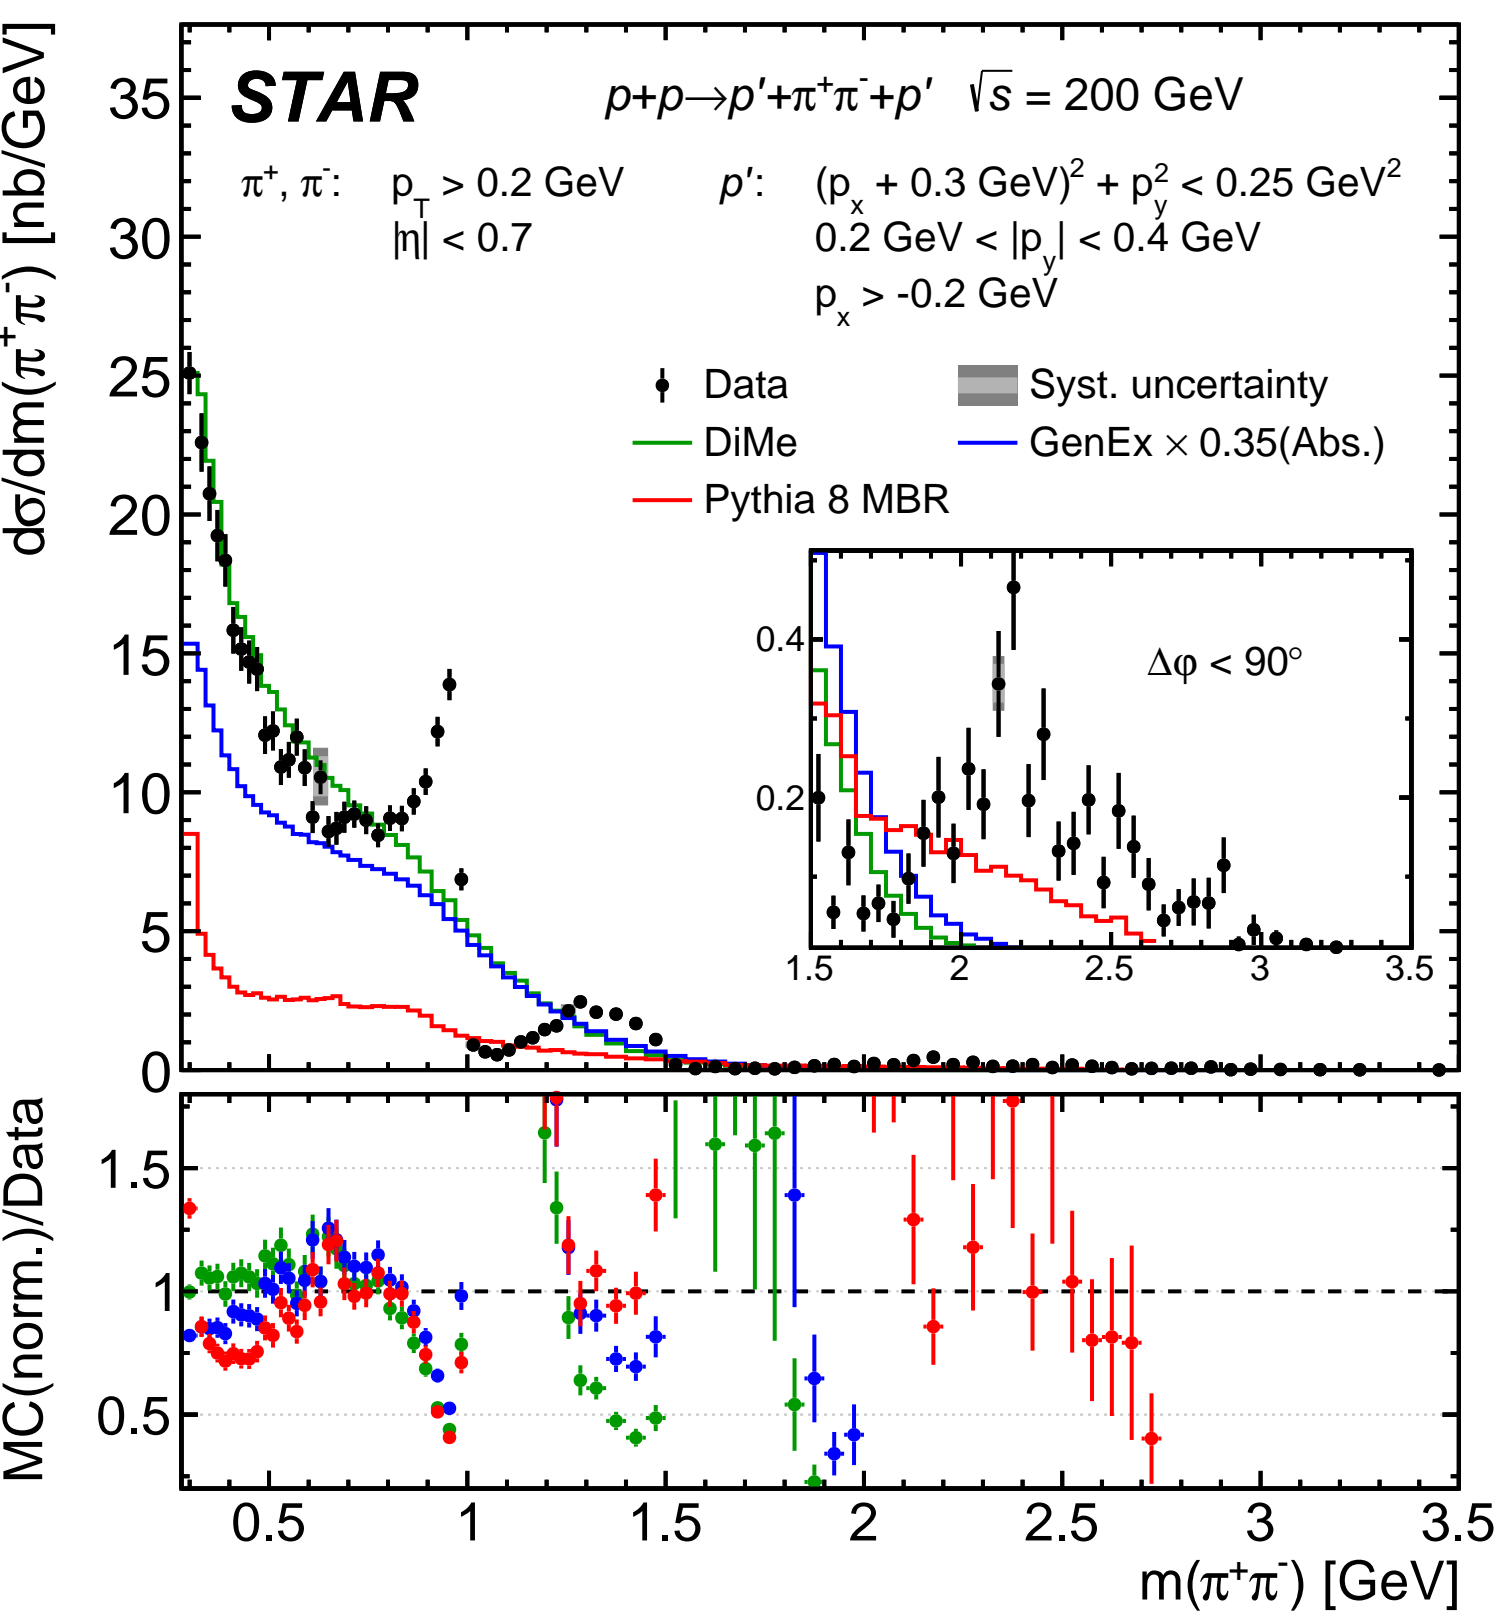 STAR
p+p→p′+π⁺π⁻+p′ √s = 200 GeV
π⁺, π⁻: p_T > 0.2 GeV
|η| < 0.7
p′: (p_x + 0.3 GeV)² + p_y² < 0.25 GeV²
0.2 GeV < |p_y| < 0.4 GeV
p_x > -0.2 GeV
Data
Syst. uncertainty
DiMe
GenEx × 0.35(Abs.)
Pythia 8 MBR
dσ/dm(π⁺π⁻) [nb/GeV]
35
30
25
20
15
10
5
0
Δφ < 90°
0.4
0.2
1.5 2 2.5 3 3.5
MC(norm.)/Data
1.5
1
0.5
0.5 1 1.5 2 2.5 3 3.5
m(π⁺π⁻) [GeV]